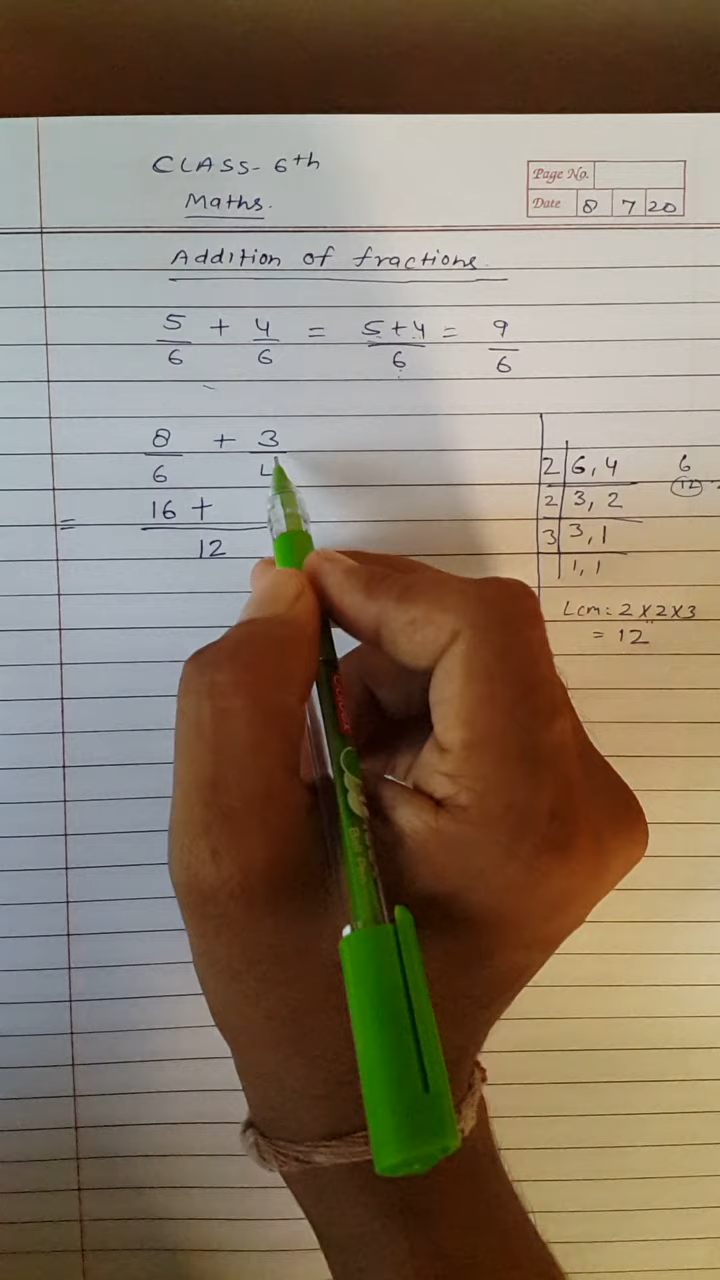 CLASS- 6th
Maths.
Page No.
Date 8 7 20
Addition of fractions.
5/6 + 4/6 = 5+4/6 = 9/6
8/6 + 3/4
= 16 + / 12
2 | 6, 4
2 | 3, 2
3 | 3, 1
1, 1
6
12
Lcm: 2 X 2 X 3
= 12